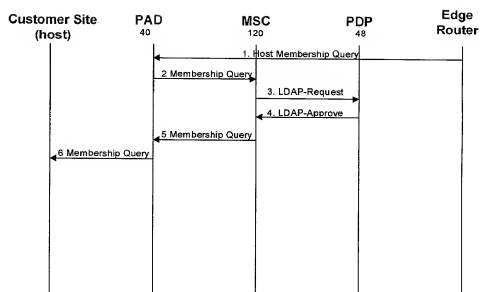 Customer Site
(host)
PAD
40
MSC
120
PDP
48
Edge
Router
1. Host Membership Query
2 Membership Query
3. LDAP-Request
4. LDAP-Approve
5 Membership Query
6 Membership Query